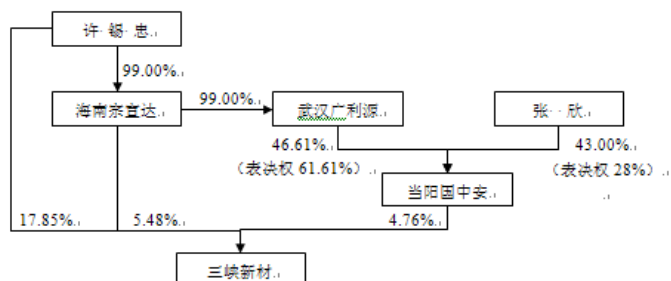 许锡忠
99.00%
海南宗宣达
99.00%
武汉广利源
张欣
46.61%
（表决权 61.61%）
43.00%
（表决权 28%）
当阳国中安
17.85%
5.48%
4.76%
三峡新材